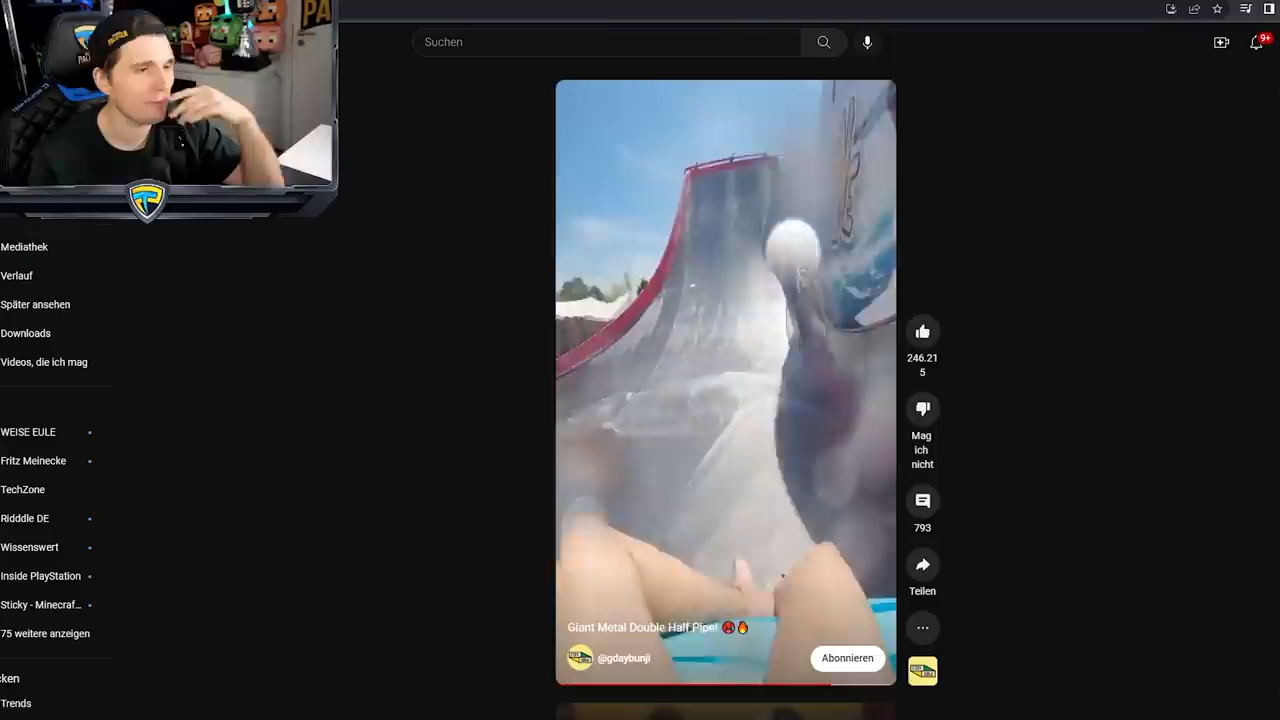 PA
Suchen
9+
Mediathek
Verlauf
Später ansehen
Downloads
Videos, die ich mag
WEISE EULE
Fritz Meinecke
TechZone
Ridddle DE
Wissenswert
Inside PlayStation
Sticky - Minecraf...
75 weitere anzeigen
cken
Trends
Giant Metal Double Half Pipe!
@gdaybunji
Abonnieren
246.21
5
Mag
ich
nicht
793
Teilen